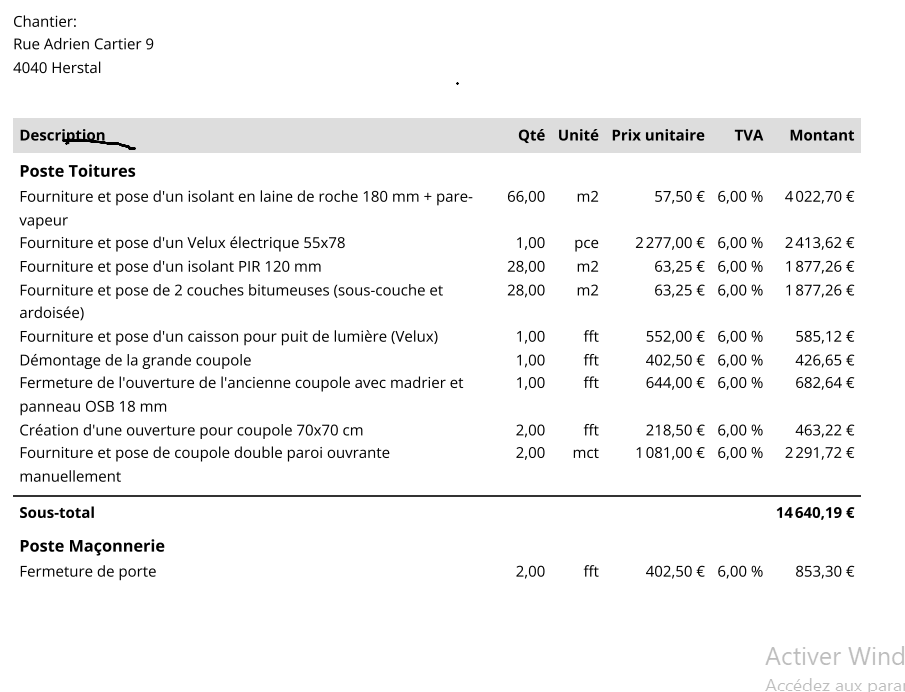 Chantier:
Rue Adrien Cartier 9
4040 Herstal
Description Qté Unité Prix unitaire TVA Montant
Poste Toitures
Fourniture et pose d'un isolant en laine de roche 180 mm + pare- 66,00 m2 57,50 € 6,00 % 4 022,70 €
vapeur
Fourniture et pose d'un Velux électrique 55x78 1,00 pce 2 277,00 € 6,00 % 2 413,62 €
Fourniture et pose d'un isolant PIR 120 mm 28,00 m2 63,25 € 6,00 % 1 877,26 €
Fourniture et pose de 2 couches bitumeuses (sous-couche et 28,00 m2 63,25 € 6,00 % 1 877,26 €
ardoisée)
Fourniture et pose d'un caisson pour puit de lumière (Velux) 1,00 fft 552,00 € 6,00 % 585,12 €
Démontage de la grande coupole 1,00 fft 402,50 € 6,00 % 426,65 €
Fermeture de l'ouverture de l'ancienne coupole avec madrier et 1,00 fft 644,00 € 6,00 % 682,64 €
panneau OSB 18 mm
Création d'une ouverture pour coupole 70x70 cm 2,00 fft 218,50 € 6,00 % 463,22 €
Fourniture et pose de coupole double paroi ouvrante 2,00 mct 1 081,00 € 6,00 % 2 291,72 €
manuellement
Sous-total 14 640,19 €
Poste Maçonnerie
Fermeture de porte 2,00 fft 402,50 € 6,00 % 853,30 €
Activer Wind
Accédez aux para